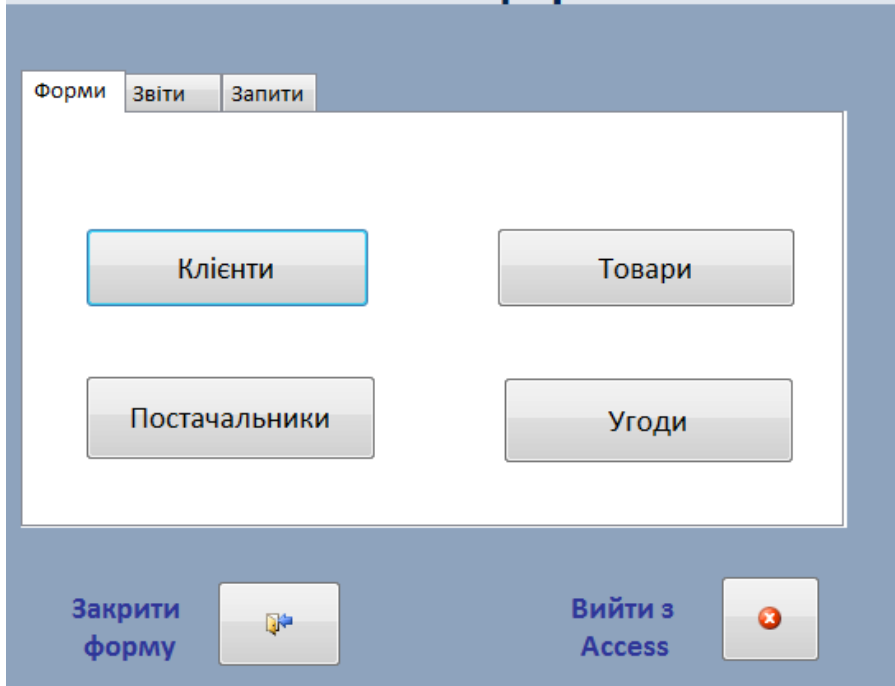 Форми Звіти Запити
Клієнти Товари
Постачальники Угоди
Закрити Вийти з
форму Access